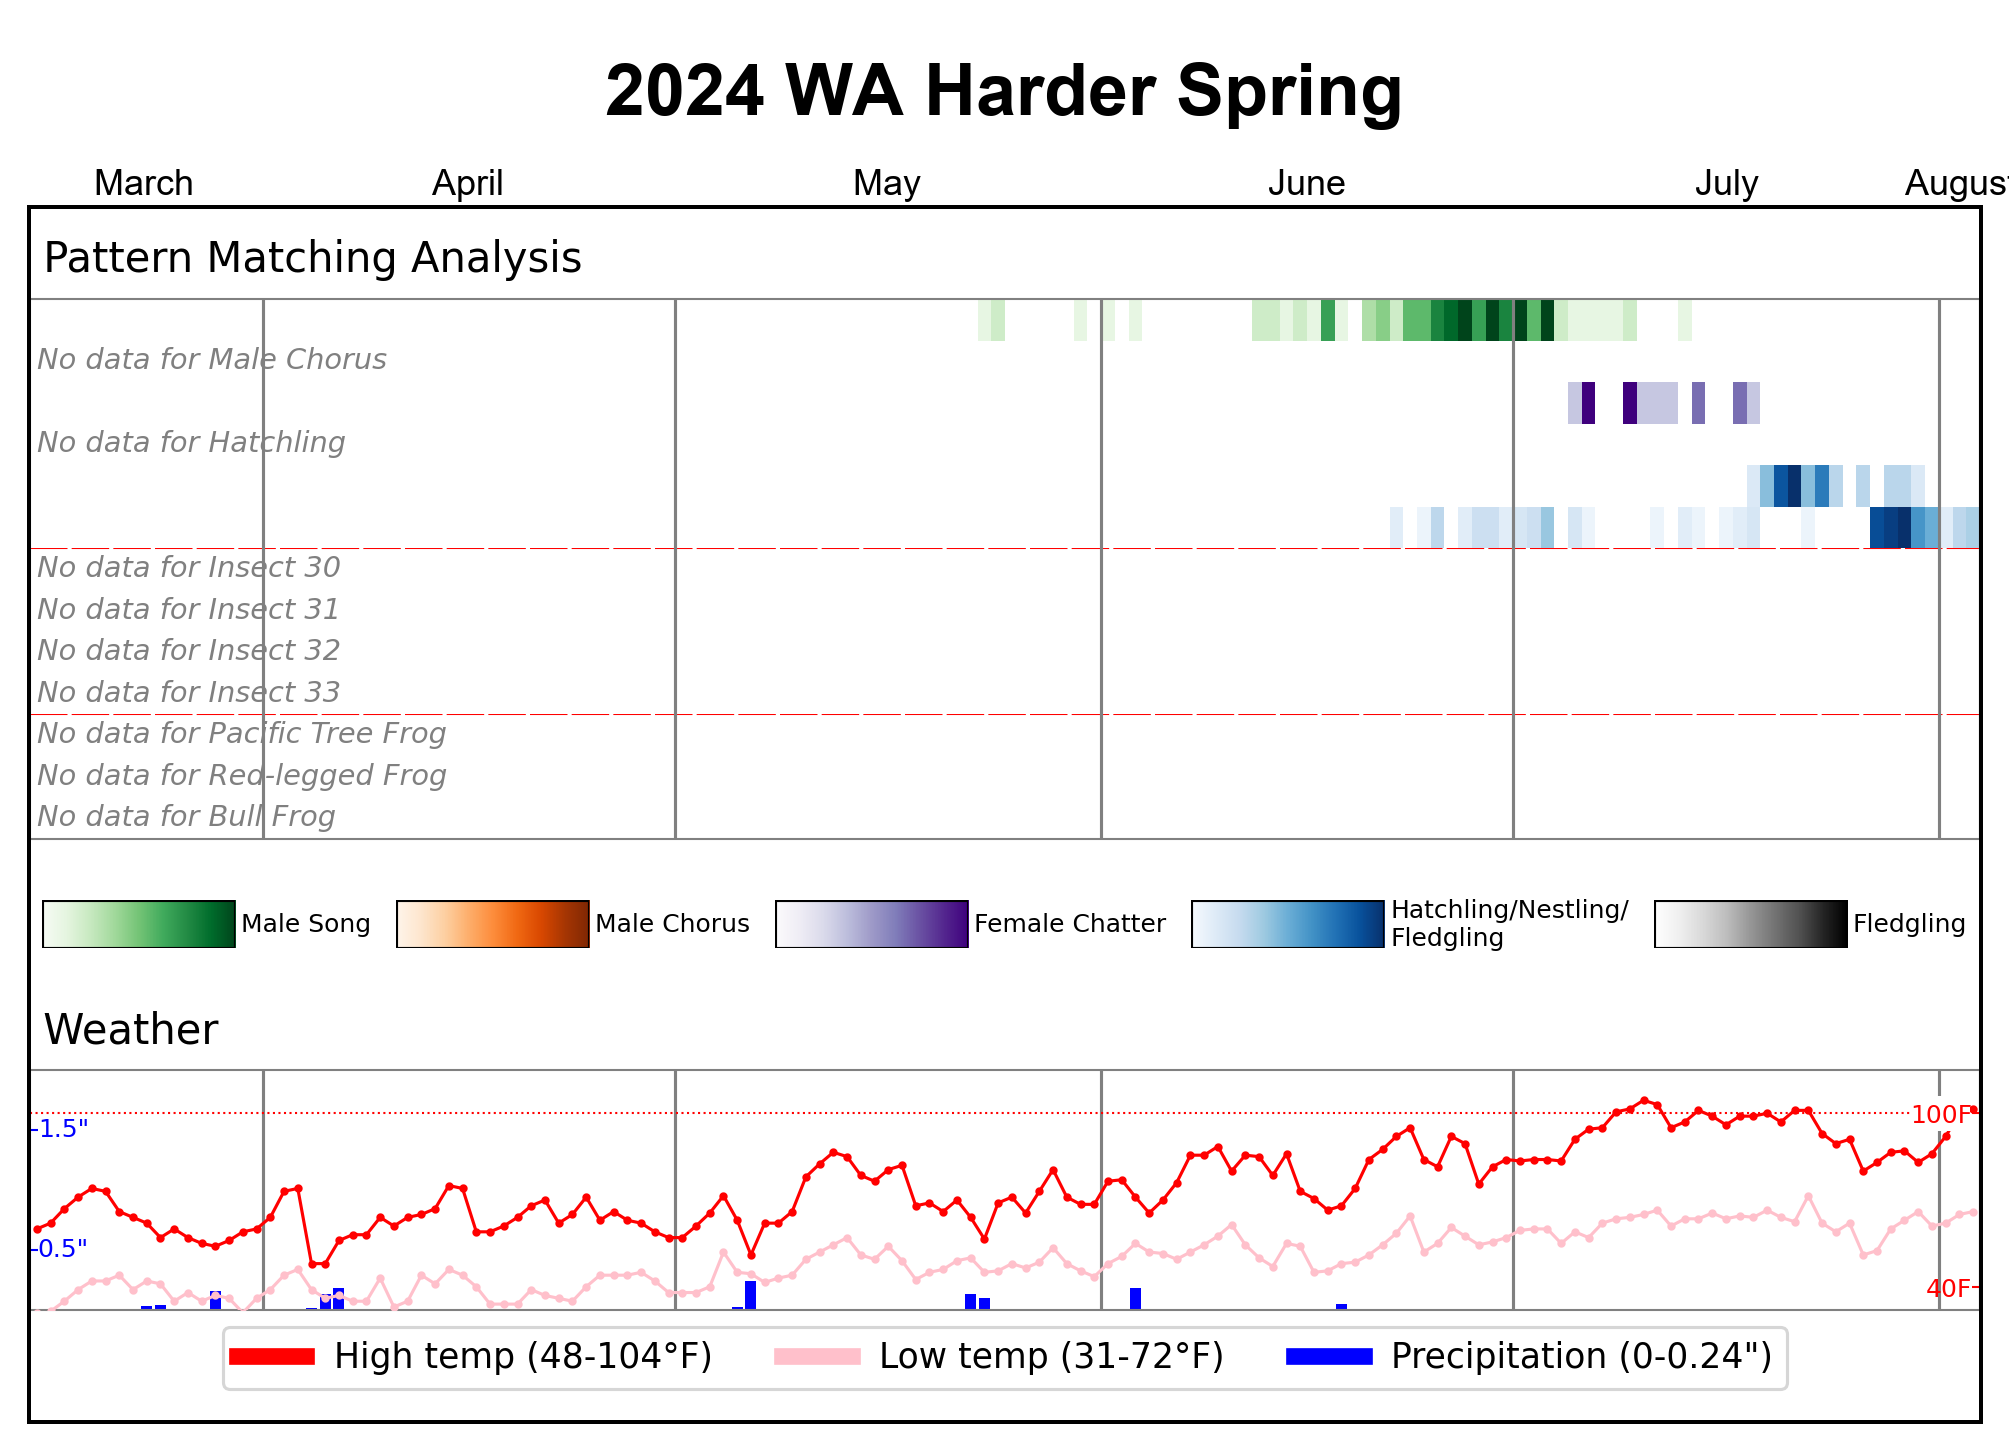 2024 WA Harder Spring
March April May June July August
Pattern Matching Analysis
No data for Male Chorus
No data for Hatchling
No data for Insect 30
No data for Insect 31
No data for Insect 32
No data for Insect 33
No data for Pacific Tree Frog
No data for Red-legged Frog
No data for Bull Frog
Male Song Male Chorus Female Chatter Hatchling/Nestling/
Fledgling Fledgling
Weather
1.5" 100F
0.5"
40F
High temp (48-104°F) Low temp (31-72°F) Precipitation (0-0.24")